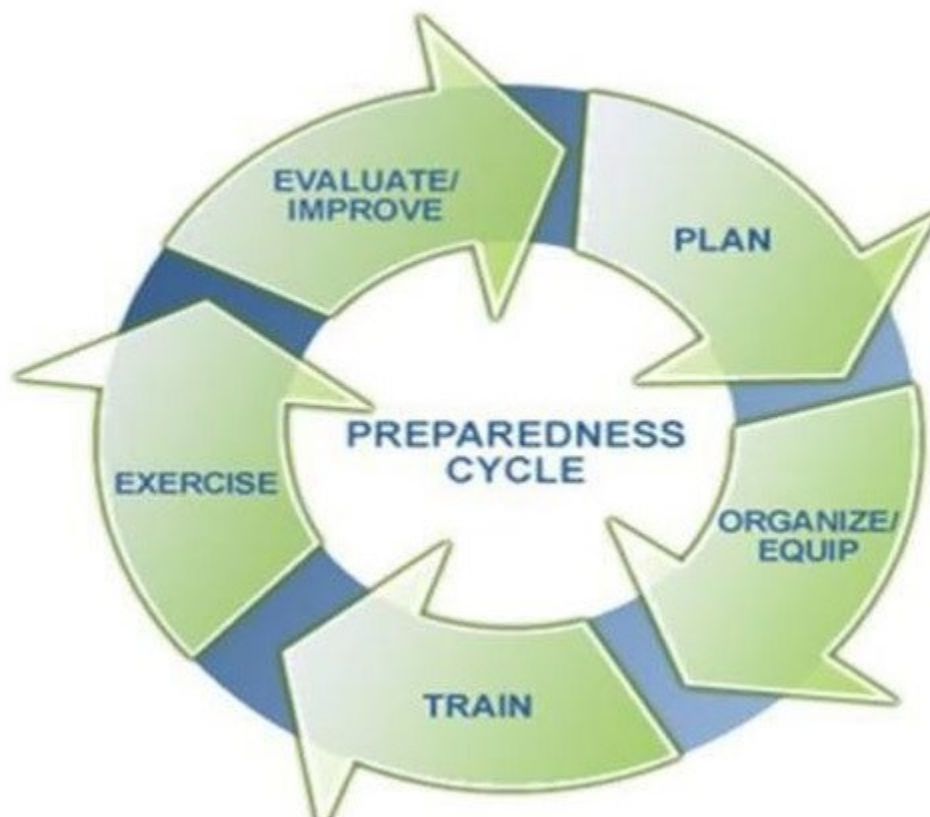 EVALUATE/
IMPROVE
PLAN
PREPAREDNESS
CYCLE
EXERCISE
ORGANIZE/
EQUIP
TRAIN